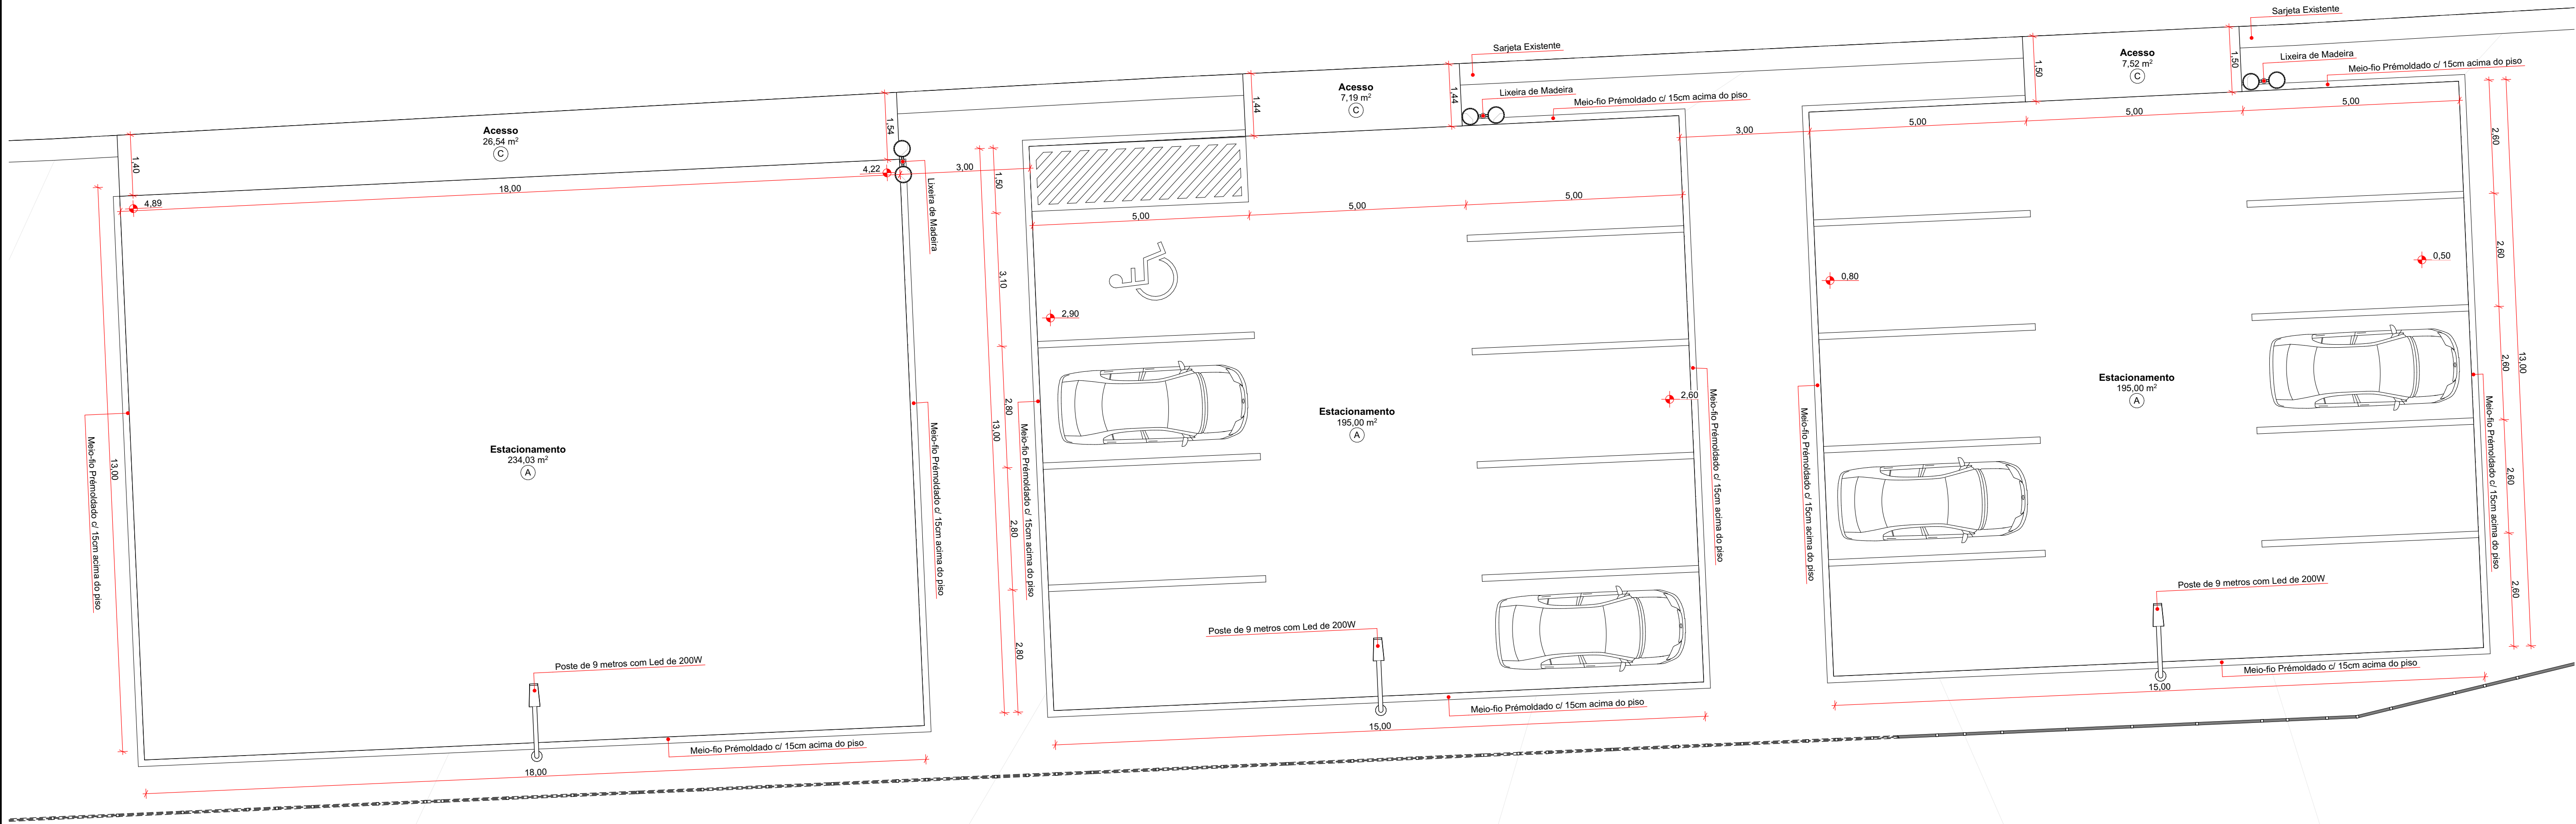 Acesso
26,54 m²
C
1,40
1,54
4,22
18,00
4,89
Lixeira de Madeira
3,00
Meio-fio Prémoldado c/ 15cm acima do piso
13,00
Estacionamento
234,03 m²
A
Meio-fio Prémoldado c/ 15cm acima do piso
Poste de 9 metros com Led de 200W
Meio-fio Prémoldado c/ 15cm acima do piso
18,00
Acesso
7,19 m²
C
1,44
1,44
Sarjeta Existente
Lixeira de Madeira
Meio-fio Prémoldado c/ 15cm acima do piso
3,00
1,50
3,10
2,80
2,80
2,80
13,00
5,00
5,00
5,00
2,90
2,60
Meio-fio Prémoldado c/ 15cm acima do piso
Estacionamento
195,00 m²
A
Meio-fio Prémoldado c/ 15cm acima do piso
Poste de 9 metros com Led de 200W
Meio-fio Prémoldado c/ 15cm acima do piso
15,00
Acesso
7,52 m²
C
1,50
1,50
Sarjeta Existente
Lixeira de Madeira
Meio-fio Prémoldado c/ 15cm acima do piso
5,00
5,00
5,00
0,80
0,50
2,60
2,60
2,60
2,60
2,60
13,00
Meio-fio Prémoldado c/ 15cm acima do piso
Estacionamento
195,00 m²
A
Meio-fio Prémoldado c/ 15cm acima do piso
Poste de 9 metros com Led de 200W
Meio-fio Prémoldado c/ 15cm acima do piso
15,00